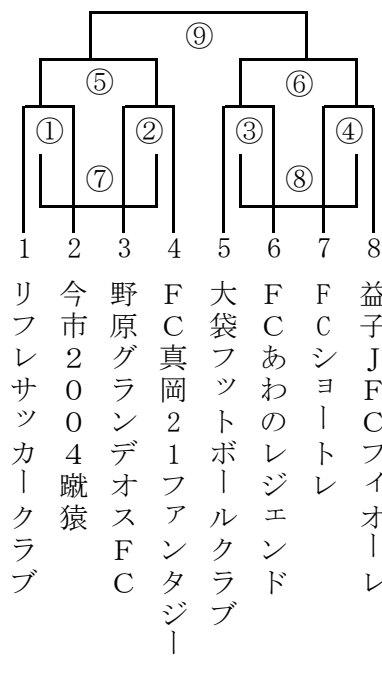 ⑨
⑤ ⑥
① ② ③ ④
⑦ ⑧
1 2 3 4 5 6 7 8
リフレサッカークラブ
今市2004蹴猿
野原グランデオスFC
FC真岡21ファンタジー
大袋フットボールクラブ
FCあわのレジェンド
FCショートレ
益子JFCフィオーレ